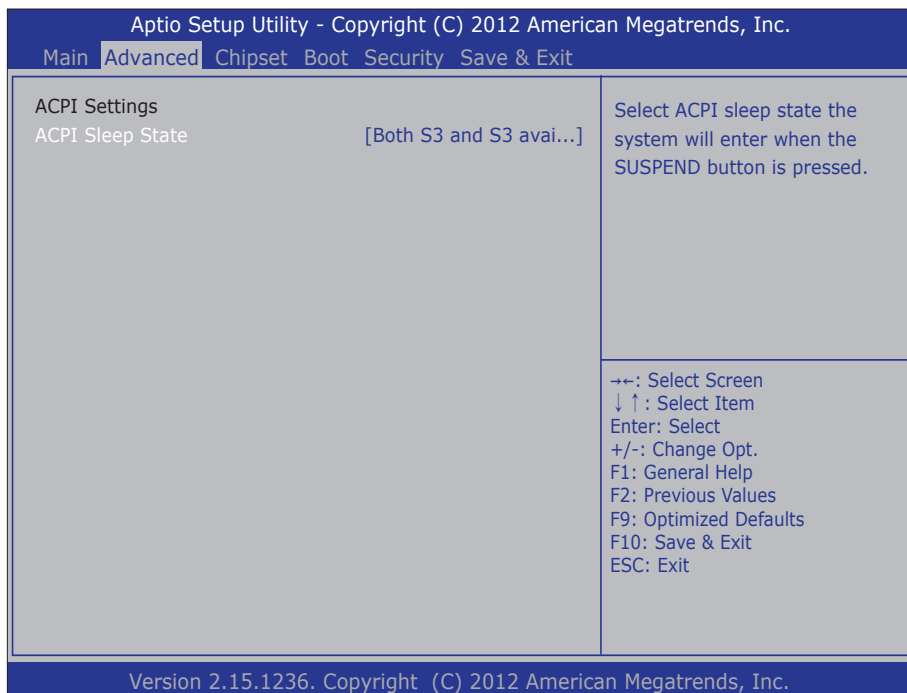 Aptio Setup Utility - Copyright (C) 2012 American Megatrends, Inc.
Main Advanced Chipset Boot Security Save & Exit
ACPI Settings
ACPI Sleep State [Both S3 and S3 avai...]
Select ACPI sleep state the
system will enter when the
SUSPEND button is pressed.
→←: Select Screen
↓↑: Select Item
Enter: Select
+/-: Change Opt.
F1: General Help
F2: Previous Values
F9: Optimized Defaults
F10: Save & Exit
ESC: Exit
Version 2.15.1236. Copyright (C) 2012 American Megatrends, Inc.